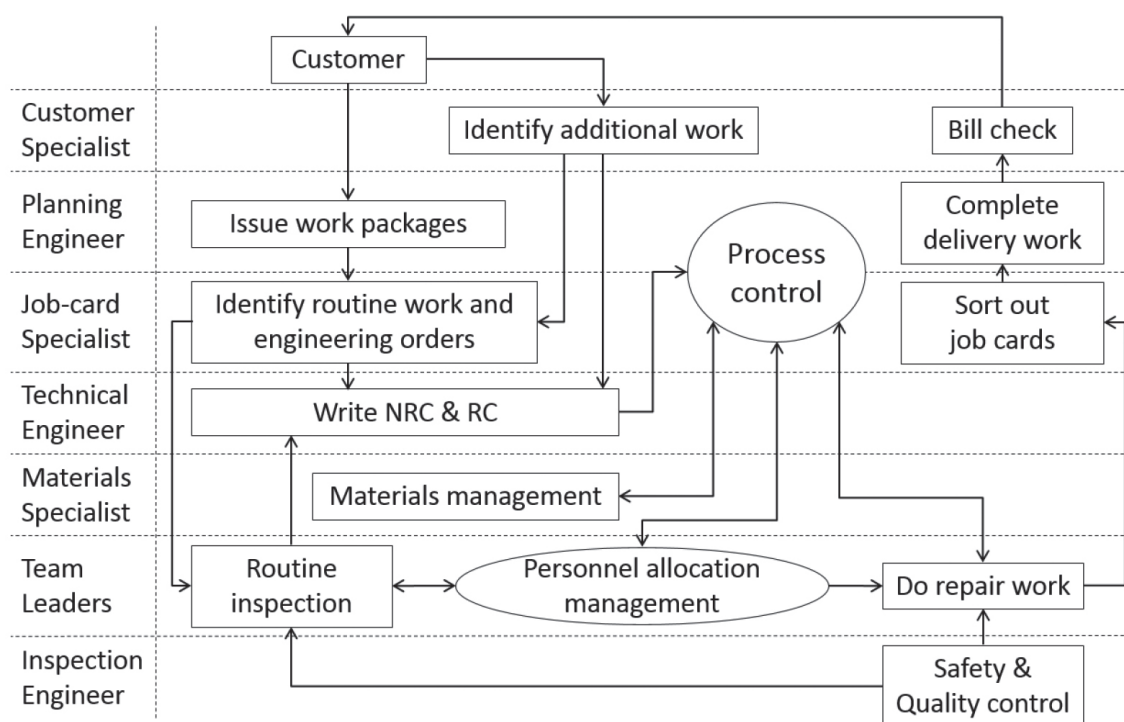 Customer
Customer
Specialist
Identify additional work
Bill check
Planning
Engineer
Issue work packages
Process
control
Complete
delivery work
Job-card
Specialist
Identify routine work and
engineering orders
Sort out
job cards
Technical
Engineer
Write NRC & RC
Materials
Specialist
Materials management
Team
Leaders
Routine
inspection
Personnel allocation
management
Do repair work
Inspection
Engineer
Safety &
Quality control